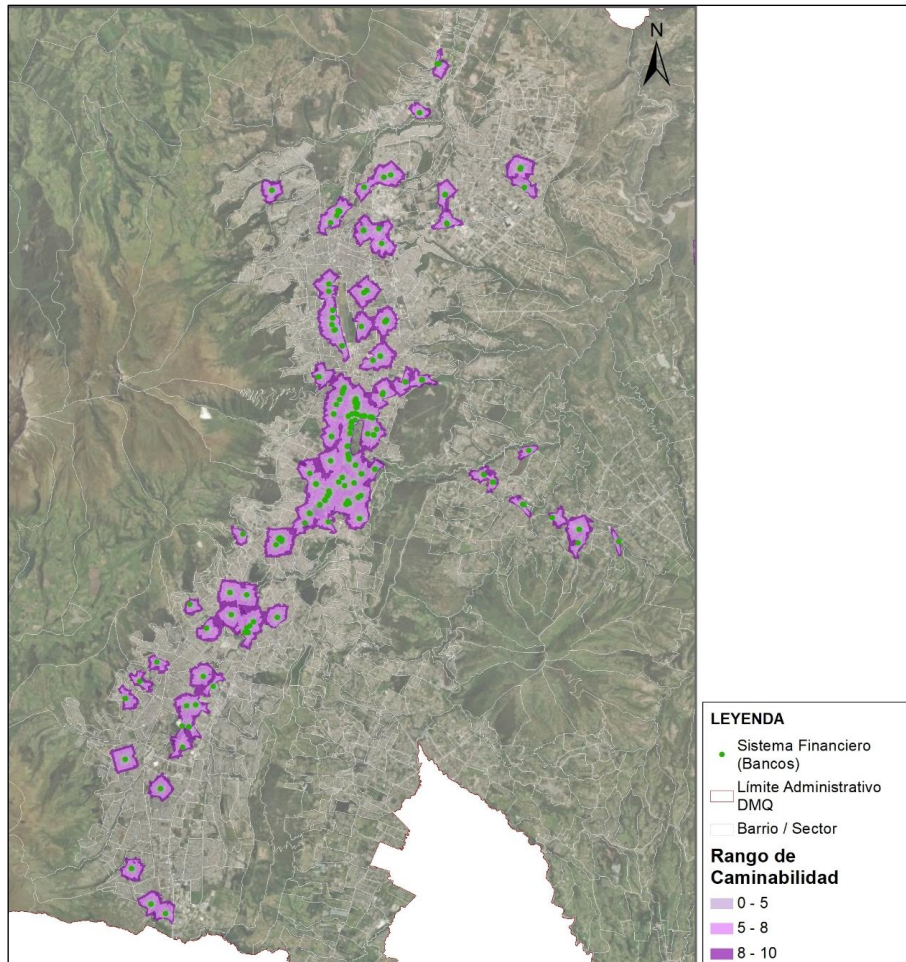 N
LEYENDA
Sistema Financiero
(Bancos)
Límite Administrativo
DMQ
Barrio / Sector
Rango de
Caminabilidad
0 - 5
5 - 8
8 - 10